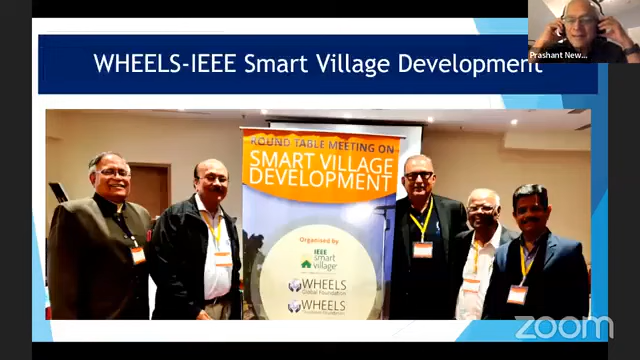 WHEELS-IEEE Smart Village Development
Prashant New...
ROUND TABLE MEETING ON
SMART VILLAGE
DEVELOPMENT
Organised by
IEEE
smart
village
WHEELS
Global Foundation
WHEELS
Foundation
zoom